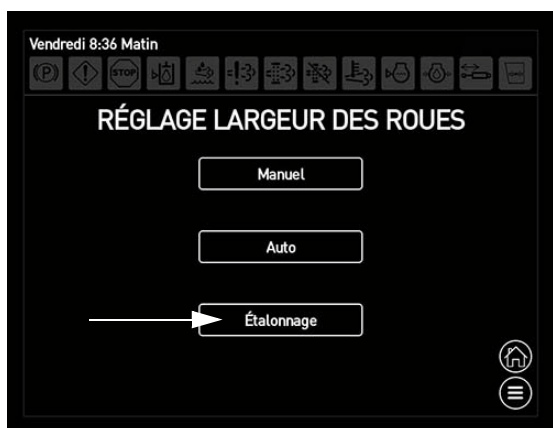 Vendredi 8:36 Matin
(P) STOP
RÉGLAGE LARGEUR DES ROUES
Manuel
Auto
Étalonnage